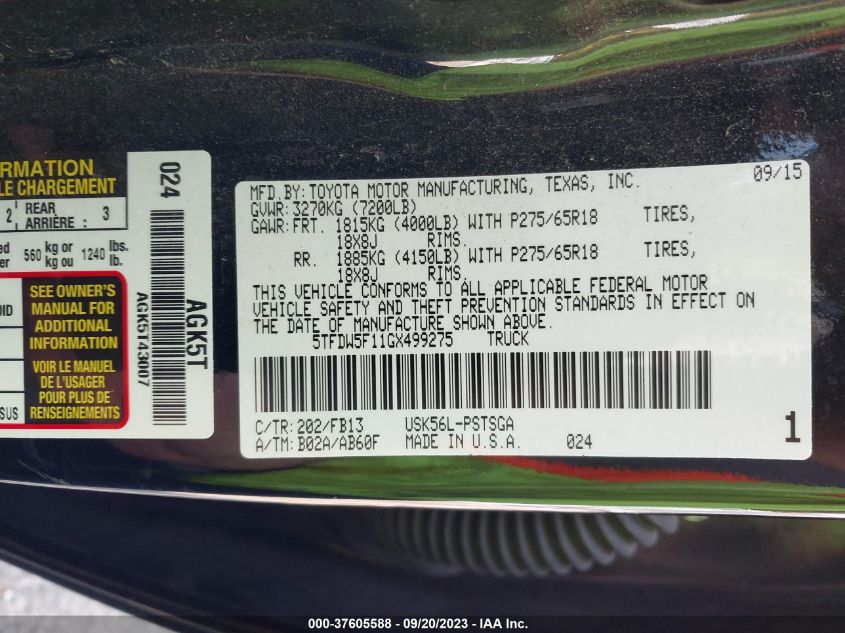 RMATION
LE CHARGEMENT
2 REAR
ARRIÈRE : 3
560 kg or 1240 lbs.
kg ou lb.
SEE OWNER'S
MANUAL FOR
ADDITIONAL
INFORMATION
VOIR LE MANUEL
DE L'USAGER
POUR PLUS DE
RENSEIGNEMENTS
024
AGK5T
AGK5T43007
MFD.BY:TOYOTA MOTOR MANUFACTURING, TEXAS, INC. 09/15
GVWR:3270KG (7200LB)
GAWR:FRT. 1815KG (4000LB) WITH P275/65R18 TIRES,
18X8J RIMS.
RR. 1885KG (4150LB) WITH P275/65R18 TIRES,
18X8J RIMS.
THIS VEHICLE CONFORMS TO ALL APPLICABLE FEDERAL MOTOR
VEHICLE SAFETY AND THEFT PREVENTION STANDARDS IN EFFECT ON
THE DATE OF MANUFACTURE SHOWN ABOVE.
5TFDW5F11GX499275 TRUCK
C/TR:202/FB13 USK56L-PSTSGA
A/TM:B02A/AB60F MADE IN U.S.A. 024
1
000-37605588 - 09/20/2023 - IAA Inc.